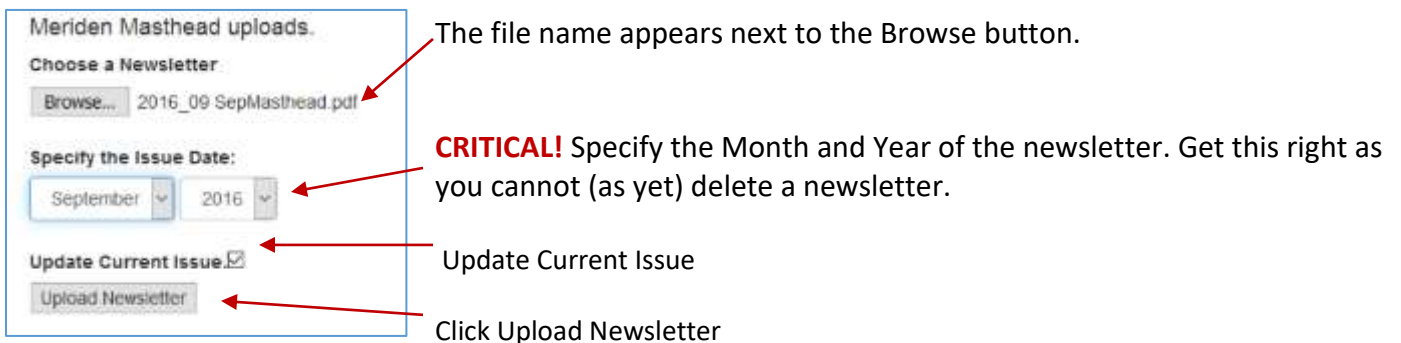 Meriden Masthead uploads.
The file name appears next to the Browse button.
Choose a Newsletter
Browse... 2016_09 SepMasthead.pdf
CRITICAL! Specify the Month and Year of the newsletter. Get this right as
you cannot (as yet) delete a newsletter.
Specify the Issue Date:
September 2016
Update Current Issue.
Update Current Issue
Upload Newsletter
Click Upload Newsletter